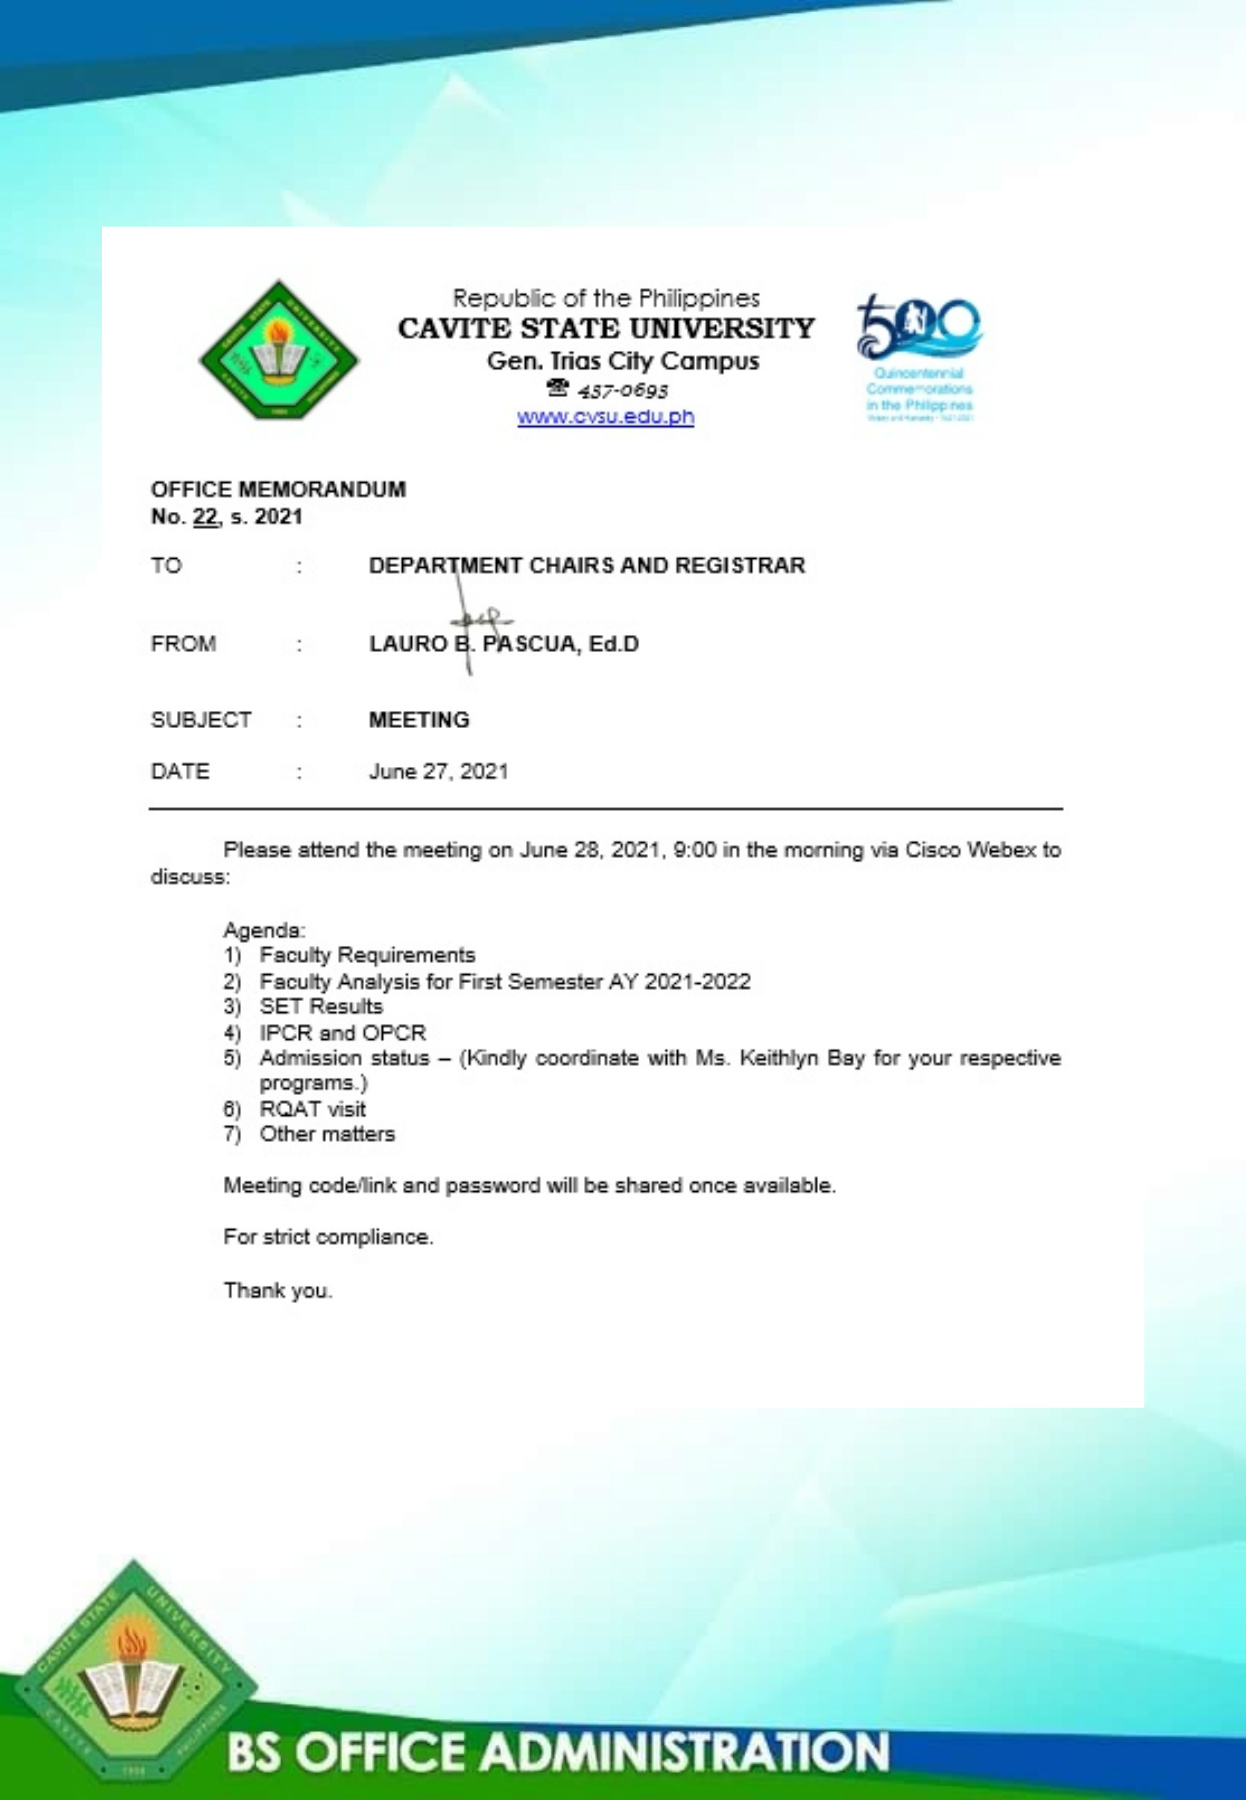 Republic of the Philippines
CAVITE STATE UNIVERSITY
Gen. Trias City Campus
☎ 437-0693
www.cvsu.edu.ph
500
Quincentennial
Commemorations
in the Philippines
OFFICE MEMORANDUM
No. 22, s. 2021
TO : DEPARTMENT CHAIRS AND REGISTRAR
FROM : LAURO B. PASCUA, Ed.D
SUBJECT : MEETING
DATE : June 27, 2021
Please attend the meeting on June 28, 2021, 9:00 in the morning via Cisco Webex to
discuss:
Agenda:
1) Faculty Requirements
2) Faculty Analysis for First Semester AY 2021-2022
3) SET Results
4) IPCR and OPCR
5) Admission status – (Kindly coordinate with Ms. Keithlyn Bay for your respective
programs.)
6) RQAT visit
7) Other matters
Meeting code/link and password will be shared once available.
For strict compliance.
Thank you.
CAVITE STATE UNIVERSITY
CAVITE PHILIPPINES
BS OFFICE ADMINISTRATION